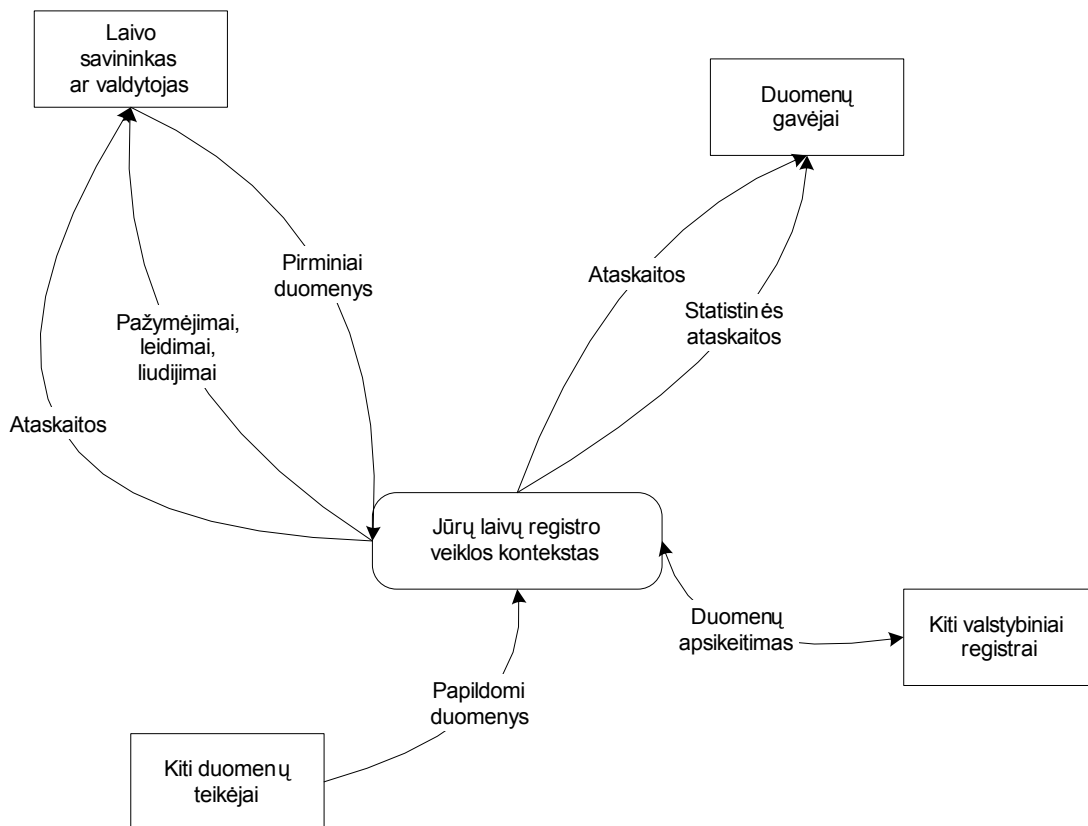 Laivo
savininkas
ar valdytojas
Duomenų
gavėjai
Pirminiai
duomenys
Ataskaitos
Pažymėjimai,
leidimai,
liudijimai
Statistinės
ataskaitos
Ataskaitos
Jūrų laivų registro
veiklos kontekstas
Duomenų
apsikeitimas
Kiti valstybiniai
registrai
Papildomi
duomenys
Kiti duomenų
teikėjai